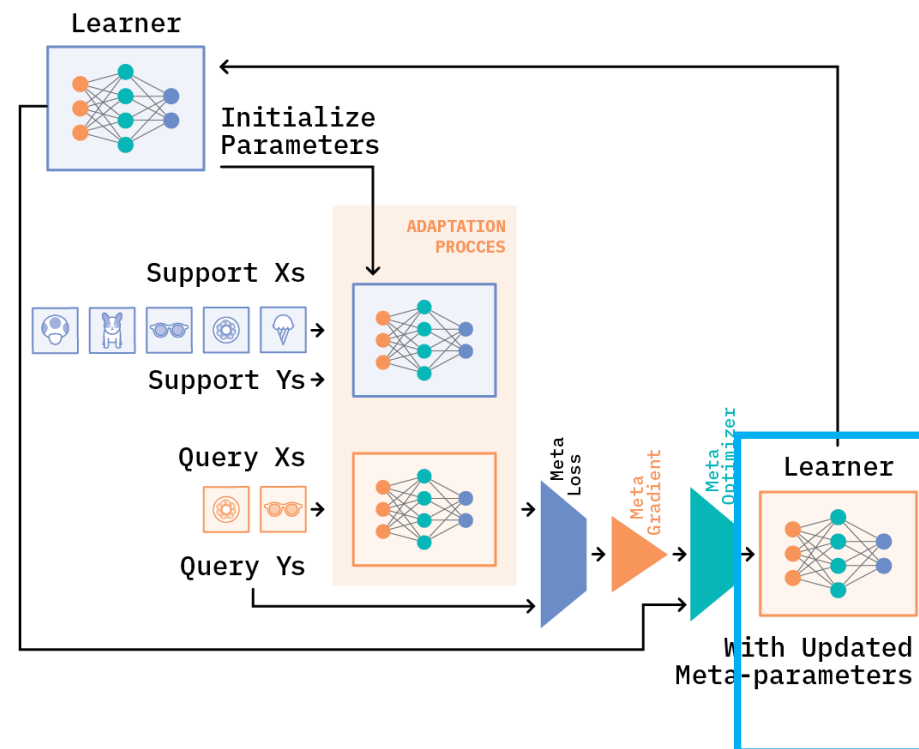 Learner
Initialize
Parameters
ADAPTATION
PROCCES
Support Xs
Support Ys
Query Xs
Query Ys
Meta
Loss
Meta
Gradient
Meta
Optimizer
Learner
With Updated
Meta-parameters